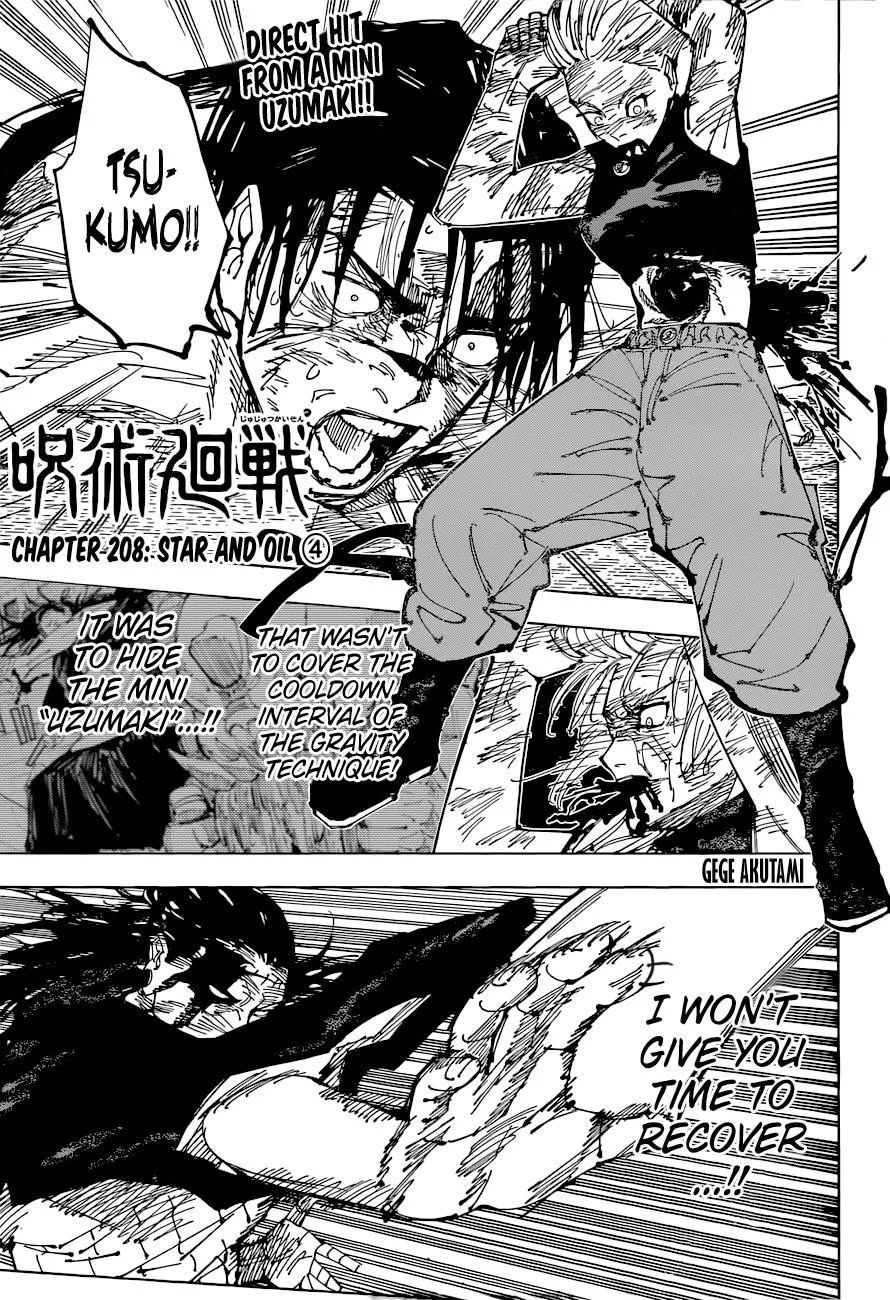 DIRECT HIT
FROM A MINI
UZUMAKI!!
TSU-
KUMO!!
じゅじゅつかいせん
呪術廻戦
CHAPTER 208: STAR AND OIL ④
THAT WASN'T
TO COVER THE
COOLDOWN
INTERVAL OF
THE GRAVITY
TECHNIQUE!
IT WAS
TO HIDE
THE MINI
"UZUMAKI"...!!
GEGE AKUTAMI
I WON'T
GIVE YOU
TIME TO
RECOVER
...!!